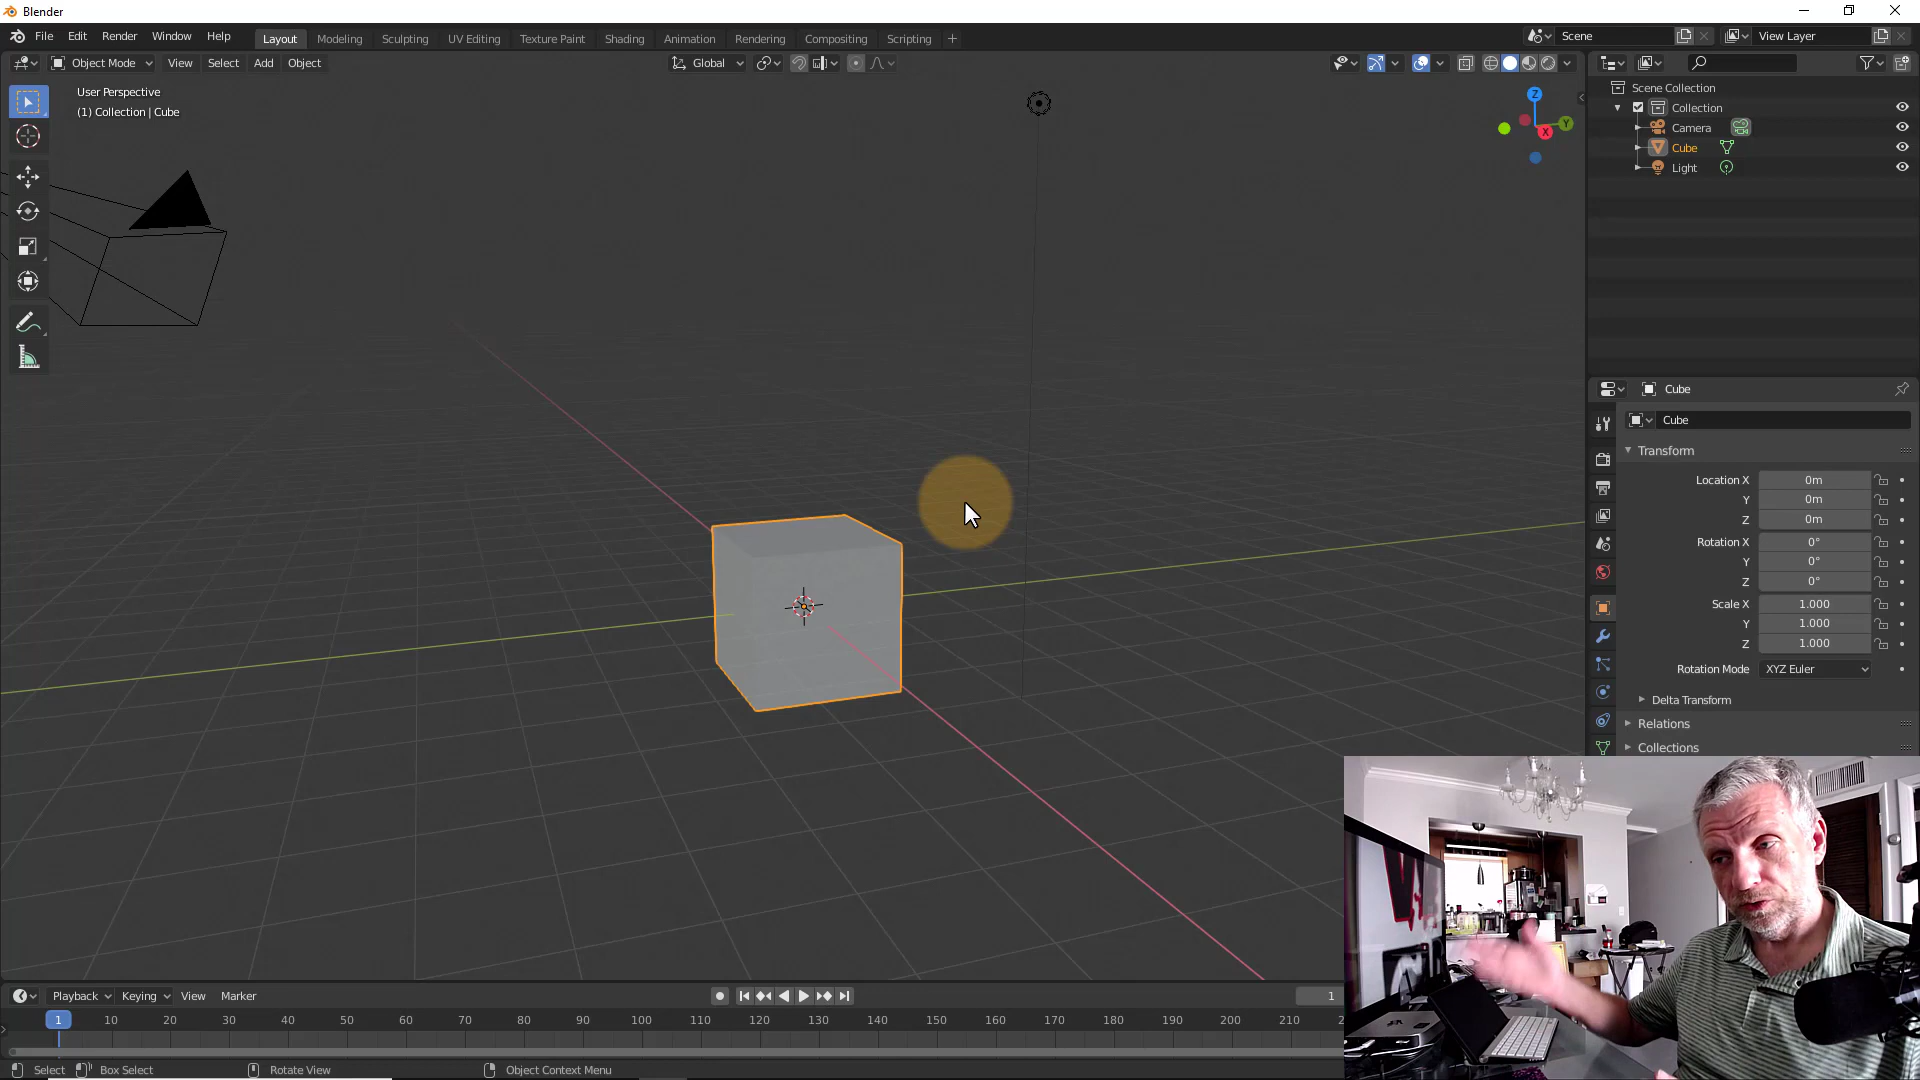 Blender
File Edit Render Window Help Layout Modeling Sculpting UV Editing Texture Paint Shading Animation Rendering Compositing Scripting + Scene View Layer
Object Mode View Select Add Object Global
User Perspective
(1) Collection | Cube
Z
Y
X
Scene Collection
Collection
Camera
Cube
Light
Cube
Cube
Transform
Location X 0m
Y 0m
Z 0m
Rotation X 0°
Y 0°
Z 0°
Scale X 1.000
Y 1.000
Z 1.000
Rotation Mode XYZ Euler
Delta Transform
Relations
Collections
Playback Keying View Marker 1
1 10 20 30 40 50 60 70 80 90 100 110 120 130 140 150 160 170 180 190 200 210
Select Box Select Rotate View Object Context Menu